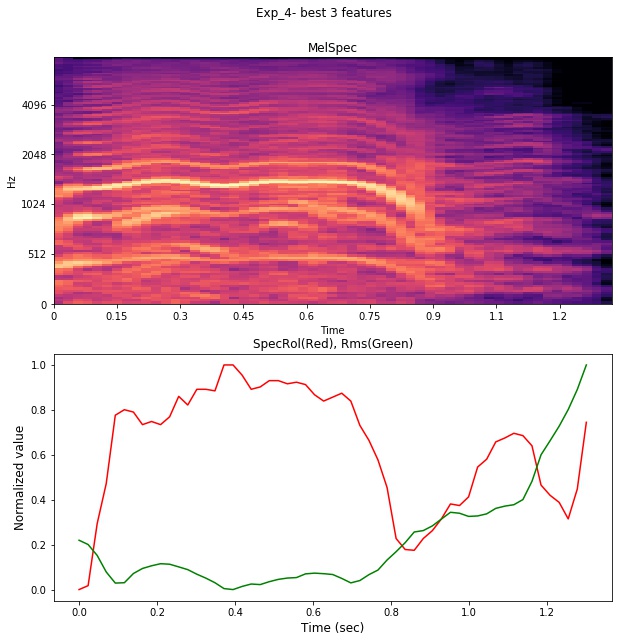 Exp_4- best 3 features
MelSpec
4096
2048
1024
512
0
Hz
0 0.15 0.3 0.45 0.6 0.75 0.9 1.05 1.2
Time
SpecRol(Red), Rms(Green)
1.0
0.8
0.6
0.4
0.2
0.0
Normalized value
0.0 0.2 0.4 0.6 0.8 1.0 1.2
Time (sec)